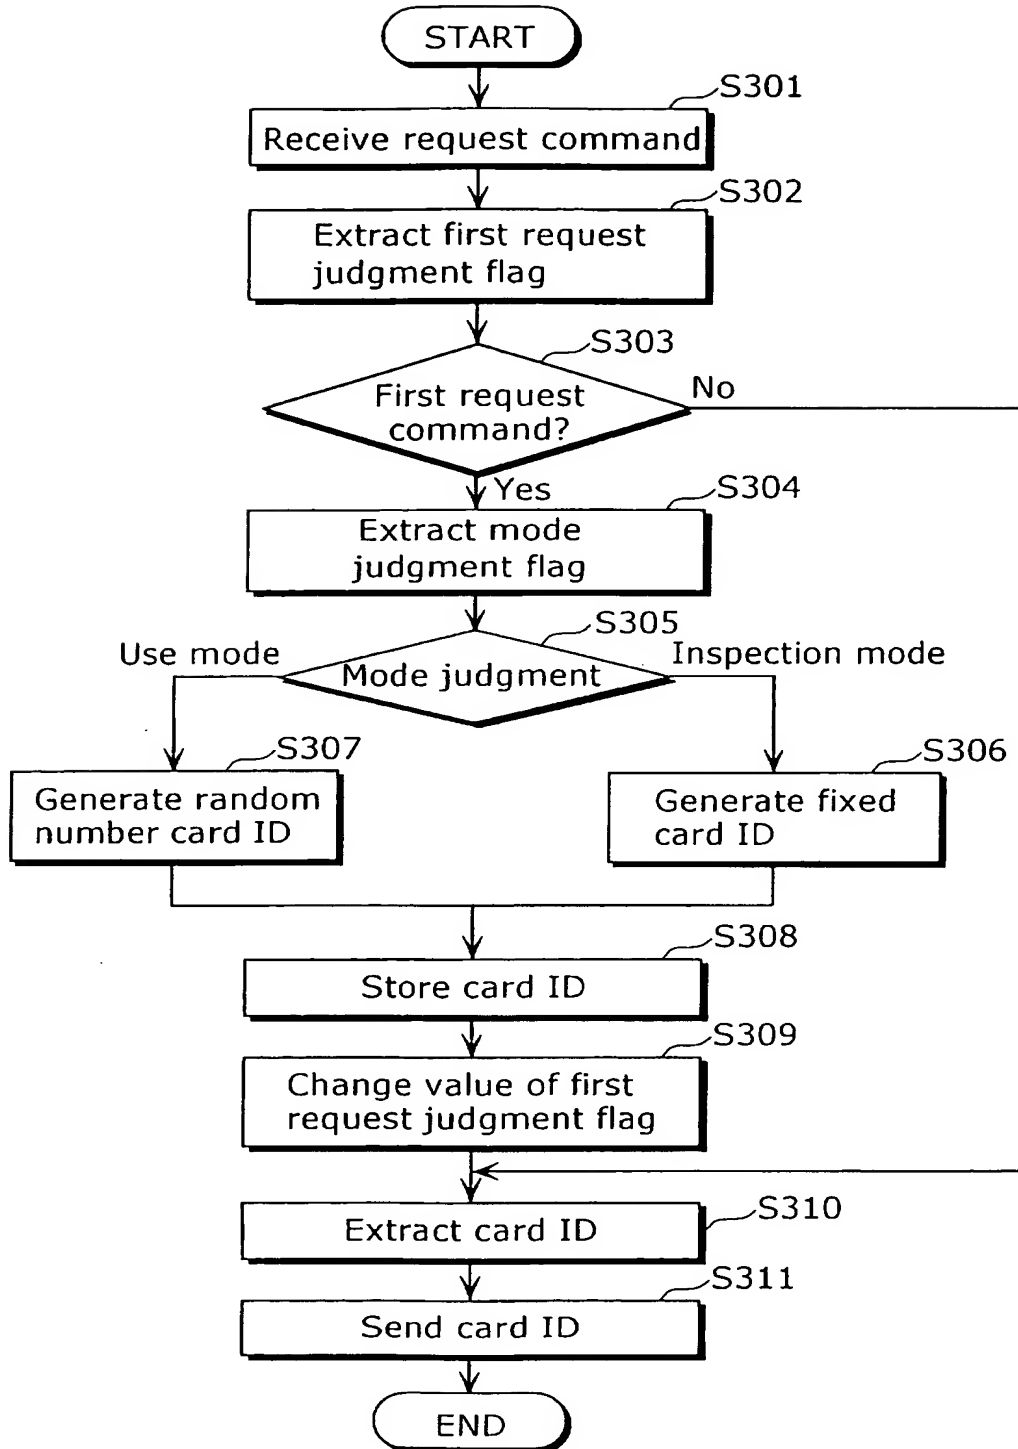 START
S301
Receive request command
S302
Extract first request
judgment flag
S303
First request
command?
No
Yes
S304
Extract mode
judgment flag
S305
Use mode
Mode judgment
Inspection mode
S307
Generate random
number card ID
S306
Generate fixed
card ID
S308
Store card ID
S309
Change value of first
request judgment flag
S310
Extract card ID
S311
Send card ID
END